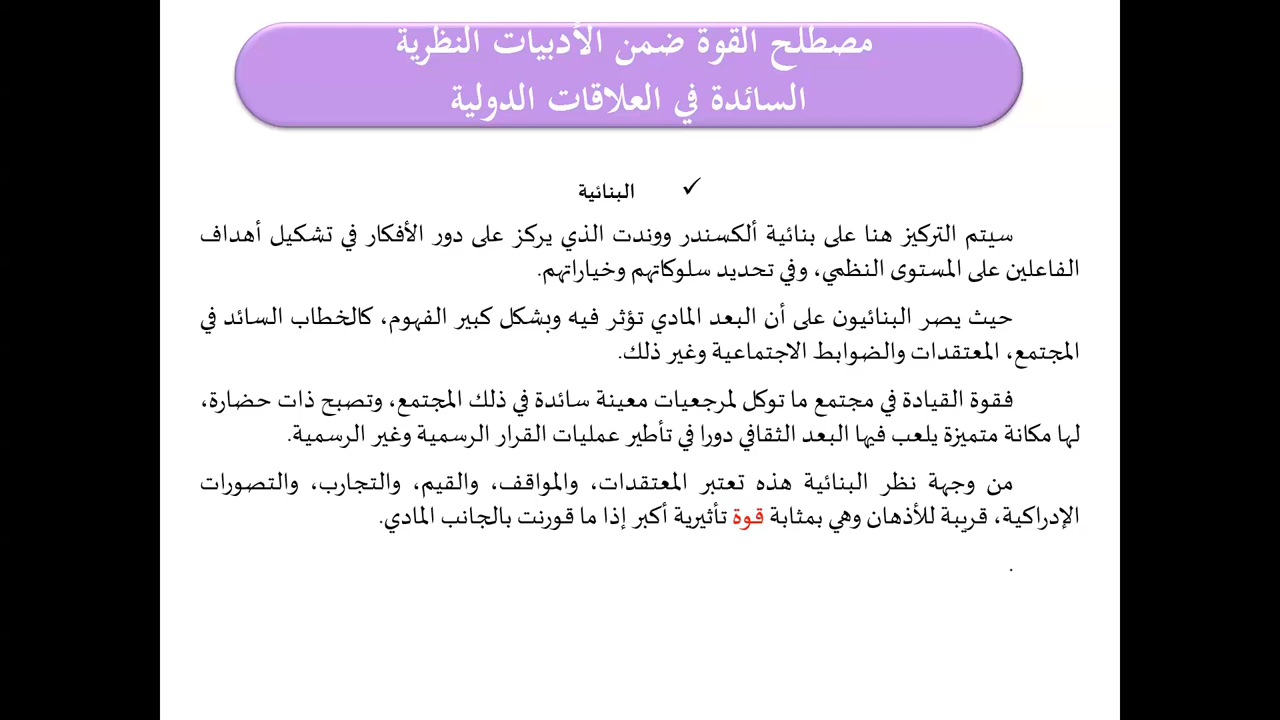 مصطلح القوة ضمن الأدبيات النظرية
السائدة في العلاقات الدولية
✓ البنائية
سيتم التركيز هنا على بنائية ألكسندر ووندت الذي يركز على دور الأفكار في تشكيل أهداف
الفاعلين على المستوى النظمي، وفي تحديد سلوكاتهم وخياراتهم.
حيث يصر البنائيون على أن البعد المادي تؤثر فيه وبشكل كبير الفهوم، كالخطاب السائد في
المجتمع، المعتقدات والضوابط الاجتماعية وغير ذلك.
فقوة القيادة في مجتمع ما توكل لمرجعيات معينة سائدة في ذلك المجتمع، وتصبح ذات حضارة،
لها مكانة متميزة يلعب فيها البعد الثقافي دورا في تأطير عمليات القرار الرسمية وغير الرسمية.
من وجهة نظر البنائية هذه تعتبر المعتقدات، والمواقف، والقيم، والتجارب، والتصورات
الإدراكية، قريبة للأذهان وهي بمثابة قوة تأثيرية أكبر إذا ما قورنت بالجانب المادي.
.